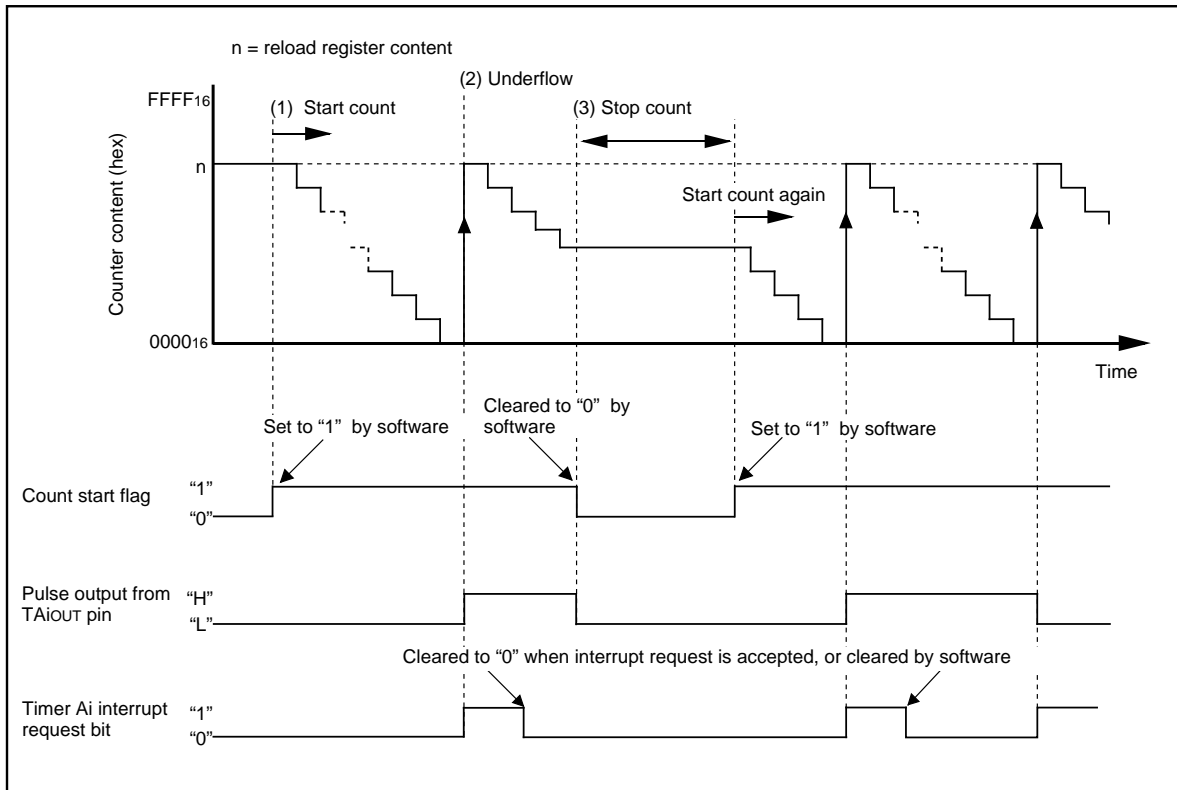 n = reload register content
(2) Underflow
FFFF16
(1) Start count
(3) Stop count
Counter content (hex)
n
Start count again
000016
Time
Set to “1” by software
Cleared to “0” by
software
Set to “1” by software
Count start flag
“1”
“0”
Pulse output from
TAiOUT pin
“H”
“L”
Cleared to “0” when interrupt request is accepted, or cleared by software
Timer Ai interrupt
request bit
“1”
“0”